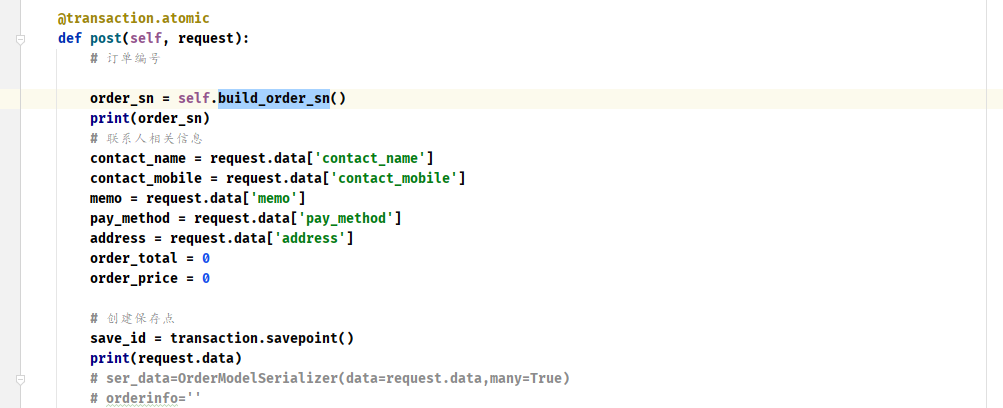 @transaction.atomic
def post(self, request):
# 订单编号
order_sn = self.build_order_sn()
print(order_sn)
# 联系人相关信息
contact_name = request.data['contact_name']
contact_mobile = request.data['contact_mobile']
memo = request.data['memo']
pay_method = request.data['pay_method']
address = request.data['address']
order_total = 0
order_price = 0
# 创建保存点
save_id = transaction.savepoint()
print(request.data)
# ser_data=OrderModelSerializer(data=request.data,many=True)
# orderinfo=''